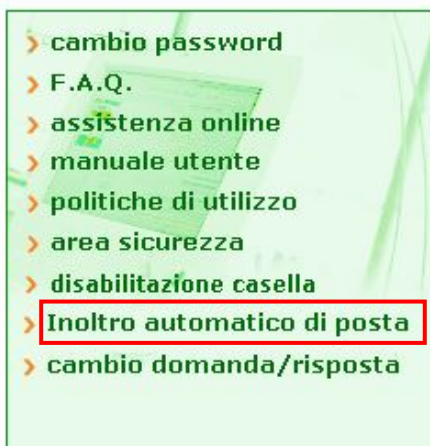 cambio password
F.A.Q.
assistenza online
manuale utente
politiche di utilizzo
area sicurezza
disabilitazione casella
Inoltro automatico di posta
cambio domanda/risposta